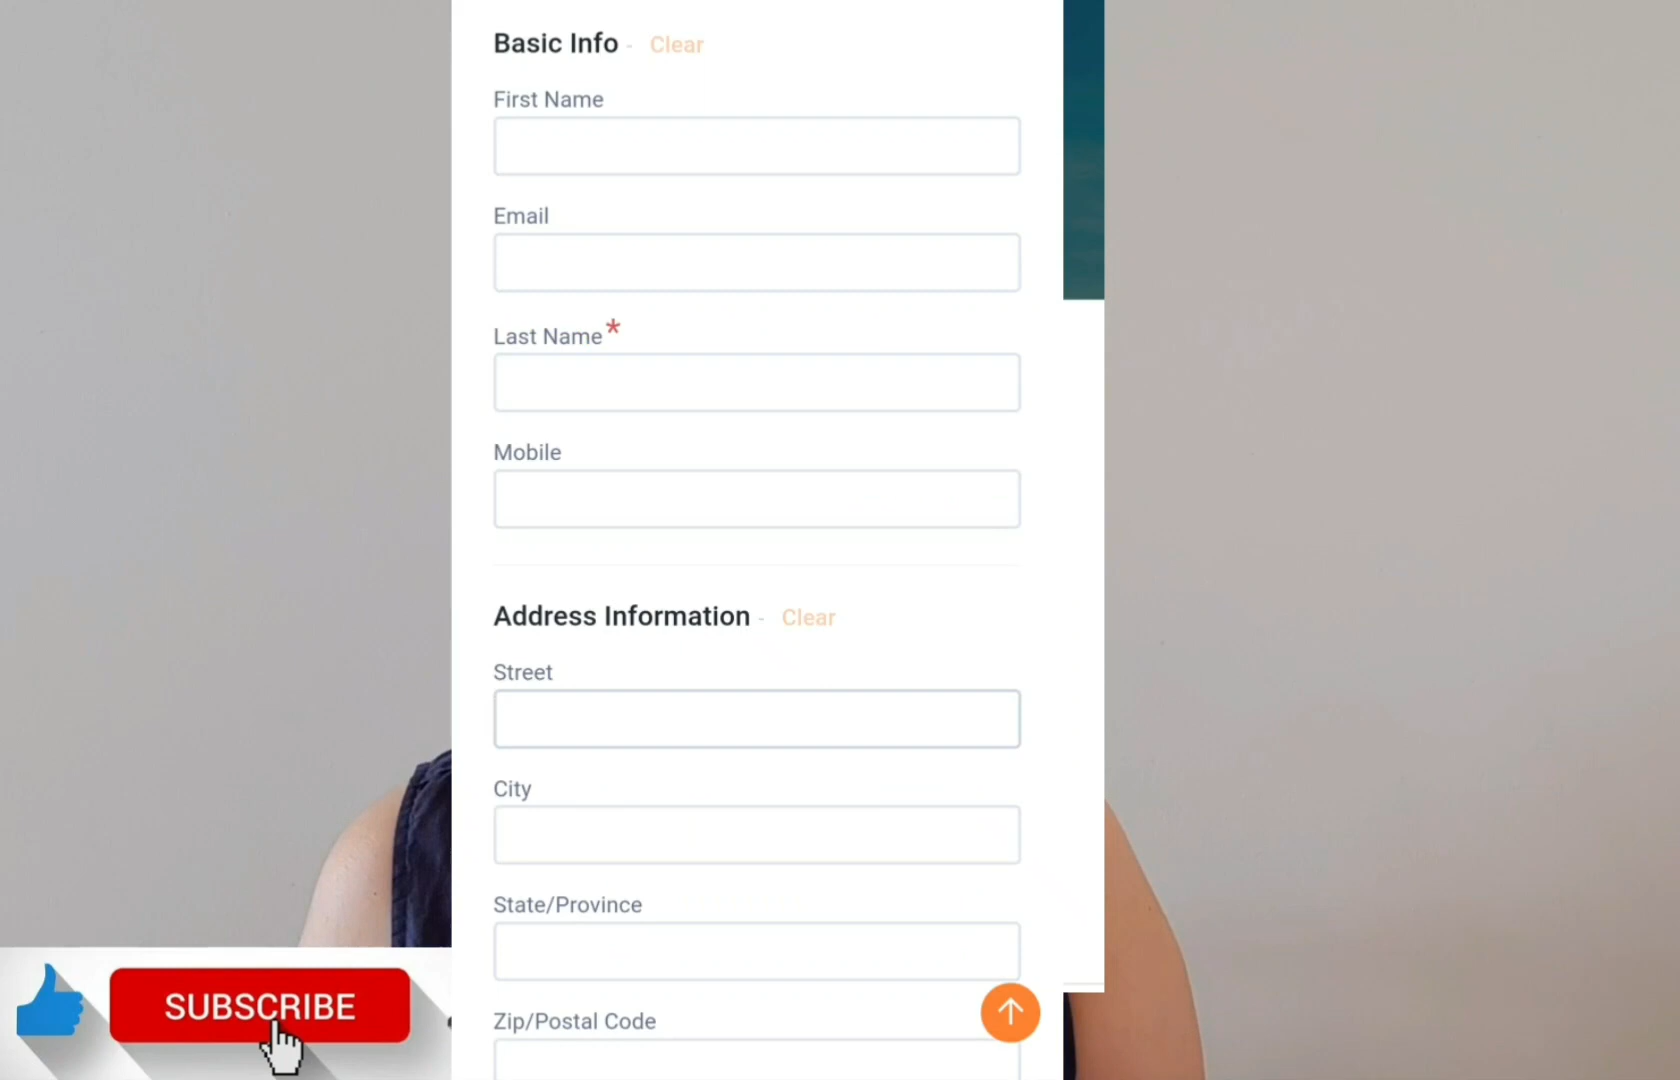 Basic Info - Clear
First Name
Email
Last Name*
Mobile
Address Information - Clear
Street
City
State/Province
Zip/Postal Code
SUBSCRIBE